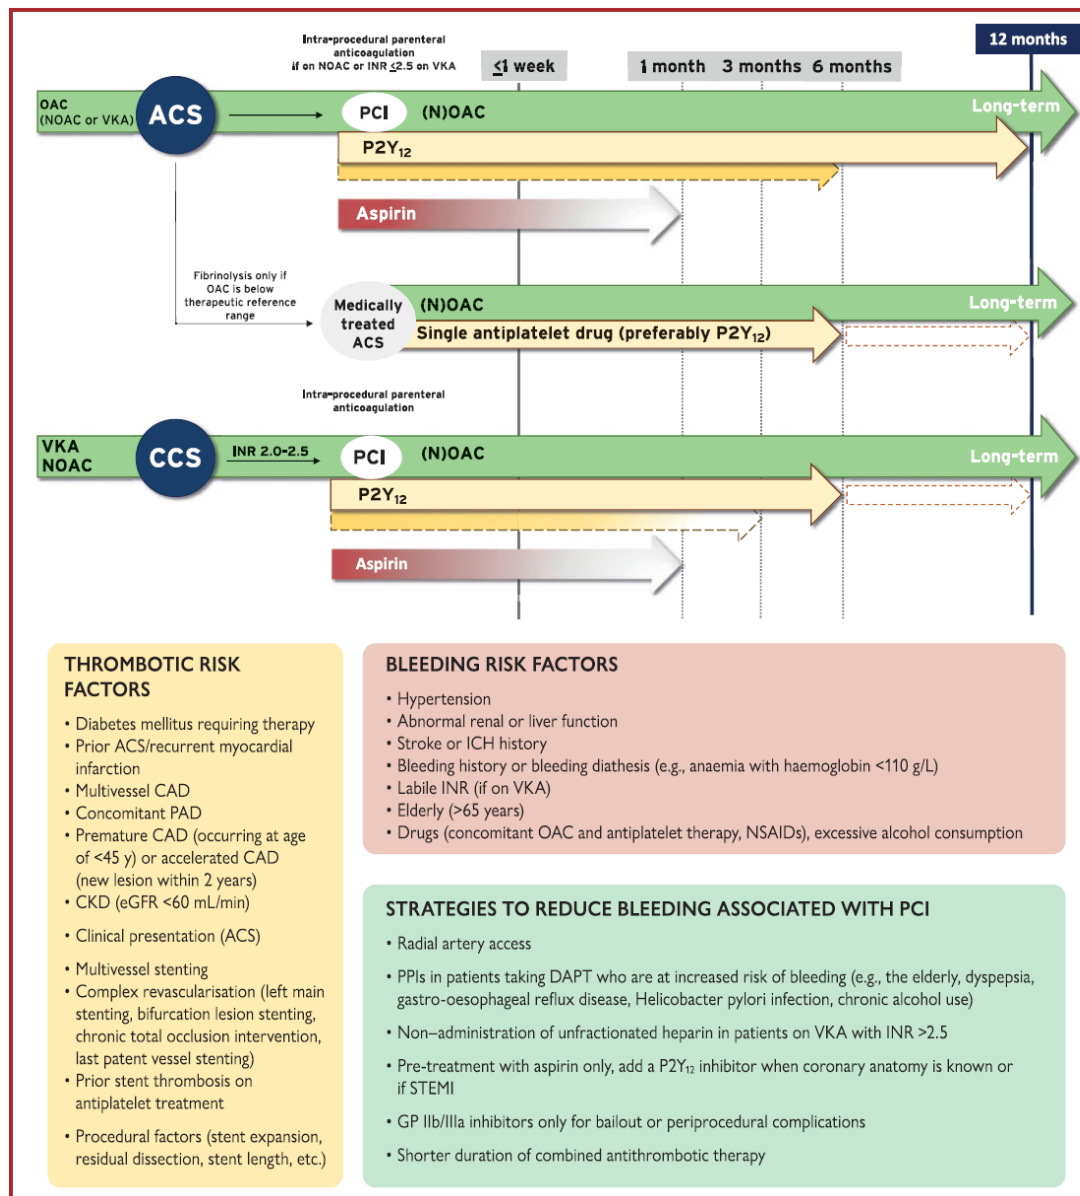 Intra-procedural parenteral
anticoagulation
if on NOAC or INR ≤2.5 on VKA
≤1 week
1 month
3 months
6 months
12 months
OAC
(NOAC or VKA)
ACS
PCI
(N)OAC
Long-term
P2Y₁₂
Aspirin
Fibrinolysis only if
OAC is below
therapeutic reference
range
Medically
treated
ACS
(N)OAC
Long-term
Single antiplatelet drug (preferably P2Y₁₂)
Intra-procedural parenteral
anticoagulation
VKA
NOAC
CCS
INR 2.0-2.5
PCI
(N)OAC
Long-term
P2Y₁₂
Aspirin
THROMBOTIC RISK
FACTORS
• Diabetes mellitus requiring therapy
• Prior ACS/recurrent myocardial
infarction
• Multivessel CAD
• Concomitant PAD
• Premature CAD (occurring at age
of <45 y) or accelerated CAD
(new lesion within 2 years)
• CKD (eGFR <60 mL/min)
• Clinical presentation (ACS)
• Multivessel stenting
• Complex revascularisation (left main
stenting, bifurcation lesion stenting,
chronic total occlusion intervention,
last patent vessel stenting)
• Prior stent thrombosis on
antiplatelet treatment
• Procedural factors (stent expansion,
residual dissection, stent length, etc.)
BLEEDING RISK FACTORS
• Hypertension
• Abnormal renal or liver function
• Stroke or ICH history
• Bleeding history or bleeding diathesis (e.g., anaemia with haemoglobin <110 g/L)
• Labile INR (if on VKA)
• Elderly (>65 years)
• Drugs (concomitant OAC and antiplatelet therapy, NSAIDs), excessive alcohol consumption
STRATEGIES TO REDUCE BLEEDING ASSOCIATED WITH PCI
• Radial artery access
• PPIs in patients taking DAPT who are at increased risk of bleeding (e.g., the elderly, dyspepsia,
gastro-oesophageal reflux disease, Helicobacter pylori infection, chronic alcohol use)
• Non–administration of unfractionated heparin in patients on VKA with INR >2.5
• Pre-treatment with aspirin only, add a P2Y₁₂ inhibitor when coronary anatomy is known or
if STEMI
• GP IIb/IIIa inhibitors only for bailout or periprocedural complications
• Shorter duration of combined antithrombotic therapy